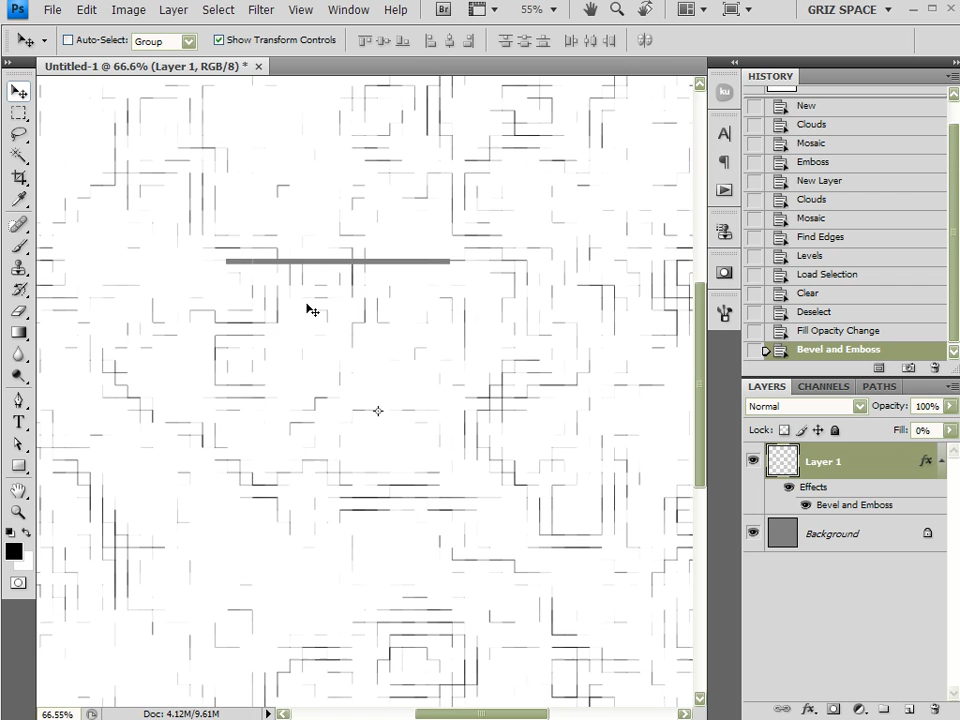 Ps File Edit Image Layer Select Filter View Window Help Br 55% GRIZ SPACE
Auto-Select: Group Show Transform Controls
Untitled-1 @ 66.6% (Layer 1, RGB/8) *
HISTORY
ku
New
Clouds
Mosaic
Emboss
New Layer
Clouds
Mosaic
Find Edges
Levels
Load Selection
Clear
Deselect
Fill Opacity Change
Bevel and Emboss
LAYERS CHANNELS PATHS
Normal Opacity: 100%
Lock: Fill: 0%
Layer 1 fx
Effects
Bevel and Emboss
Background
66.55% Doc: 4.12M/9.61M
fx.